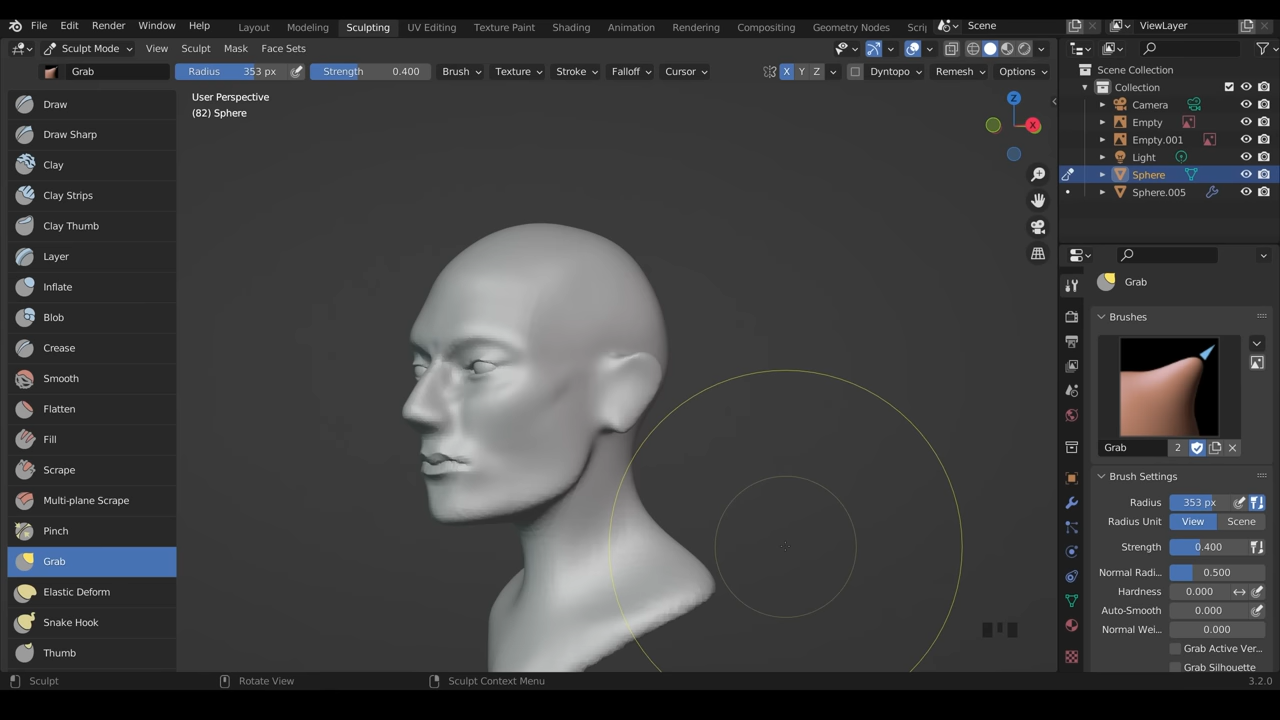 File Edit Render Window Help Layout Modeling Sculpting UV Editing Texture Paint Shading Animation Rendering Compositing Geometry Nodes Scri Scene ViewLayer
Sculpt Mode View Sculpt Mask Face Sets
Grab Radius 353 px Strength 0.400 Brush Texture Stroke Falloff Cursor X Y Z Dyntopo Remesh Options
User Perspective
(82) Sphere
Z
X
Draw
Draw Sharp
Clay
Clay Strips
Clay Thumb
Layer
Inflate
Blob
Crease
Smooth
Flatten
Fill
Scrape
Multi-plane Scrape
Pinch
Grab
Elastic Deform
Snake Hook
Thumb
Scene Collection
Collection
Camera
Empty
Empty.001
Light
Sphere
Sphere.005
Grab
Brushes
Grab 2
Brush Settings
Radius 353 px
Radius Unit View Scene
Strength 0.400
Normal Radi... 0.500
Hardness 0.000
Auto-Smooth 0.000
Normal Wei... 0.000
Grab Active Ver...
Grab Silhouette
Sculpt Rotate View Sculpt Context Menu 3.2.0